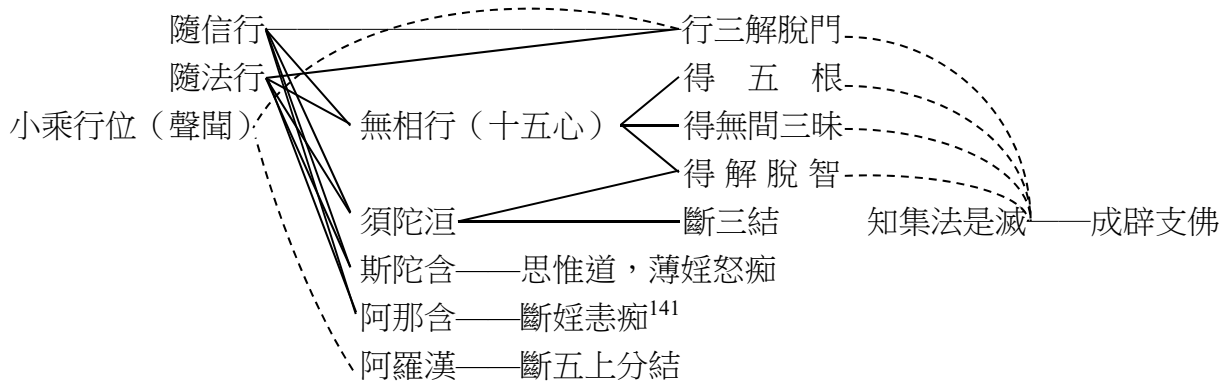 隨信行 行三解脫門
隨法行 得　五　根
小乘行位（聲聞） 無相行（十五心） 得無間三昧
得 解 脫 智
須陀洹 斷三結 知集法是滅——成辟支佛
斯陀含——思惟道，薄婬怒痴
阿那含——斷婬恚痴141
阿羅漢——斷五上分結